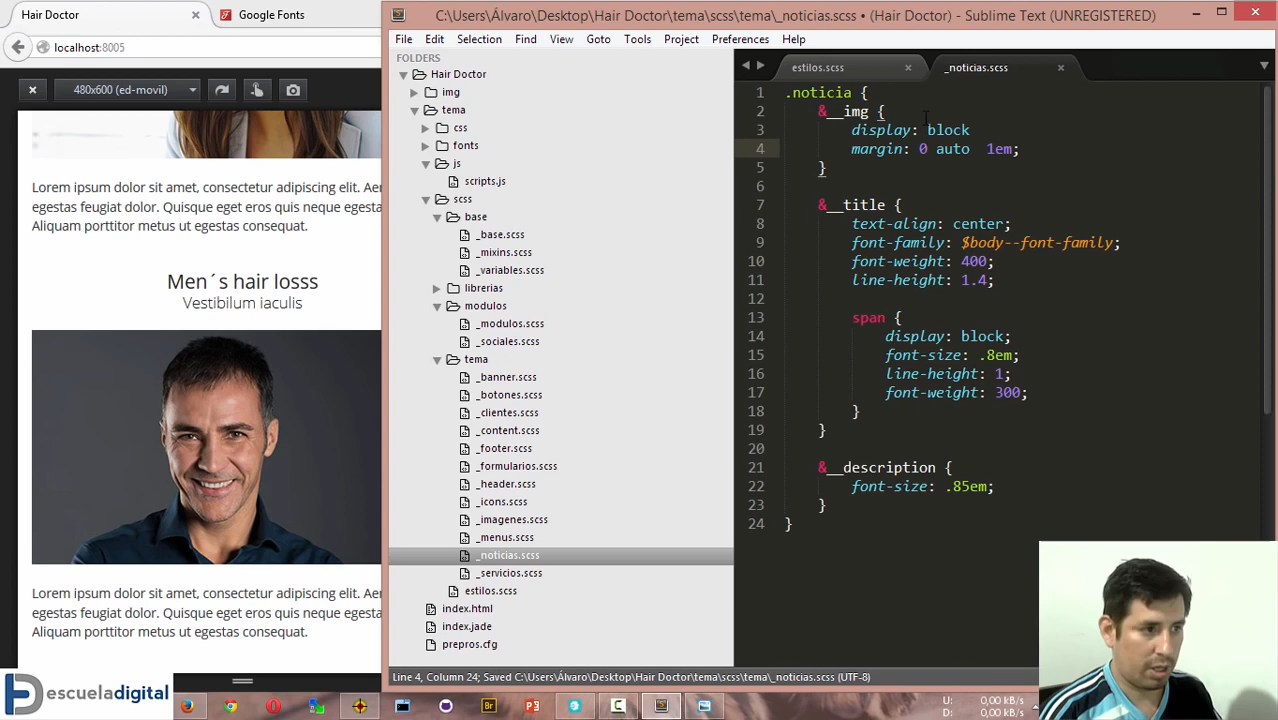 Hair Doctor
Google Fonts
localhost:8005
480x600 (ed-movil)
Lorem ipsum dolor sit amet, consectetur adipiscing elit. Aer
egestas feugiat dolor. Quisque eget eros quis neque egesta
Aliquam porttitor metus ut egestas consequat.
Men´s hair losss
Vestibulum iaculis
Lorem ipsum dolor sit amet, consectetur adipiscing elit. Aer
egestas feugiat dolor. Quisque eget eros quis neque egesta
Aliquam porttitor metus ut egestas consequat.
escueladigital
C:\Users\Álvaro\Desktop\Hair Doctor\tema\scss\tema\_noticias.scss • (Hair Doctor) - Sublime Text (UNREGISTERED)
File Edit Selection Find View Goto Tools Project Preferences Help
FOLDERS
Hair Doctor
img
tema
css
fonts
js
scripts.js
scss
base
_base.scss
_mixins.scss
_variables.scss
librerias
modulos
_modulos.scss
_sociales.scss
tema
_banner.scss
_botones.scss
_clientes.scss
_content.scss
_footer.scss
_formularios.scss
_header.scss
_icons.scss
_imagenes.scss
_menus.scss
_noticias.scss
_servicios.scss
estilos.scss
index.html
index.jade
prepros.cfg
estilos.scss
_noticias.scss
1 .noticia {
2 &__img {
3 display: block
4 margin: 0 auto  1em;
5 }
6
7 &__title {
8 text-align: center;
9 font-family: $body--font-family;
10 font-weight: 400;
11 line-height: 1.4;
12
13 span {
14 display: block;
15 font-size: .8em;
16 line-height: 1;
17 font-weight: 300;
18 }
19 }
20
21 &__description {
22 font-size: .85em;
23 }
24 }
Line 4, Column 24; Saved C:\Users\Álvaro\Desktop\Hair Doctor\tema\scss\tema\_noticias.scss (UTF-8)
Br
U: 0,00 kB/s
D: 0,00 kB/s